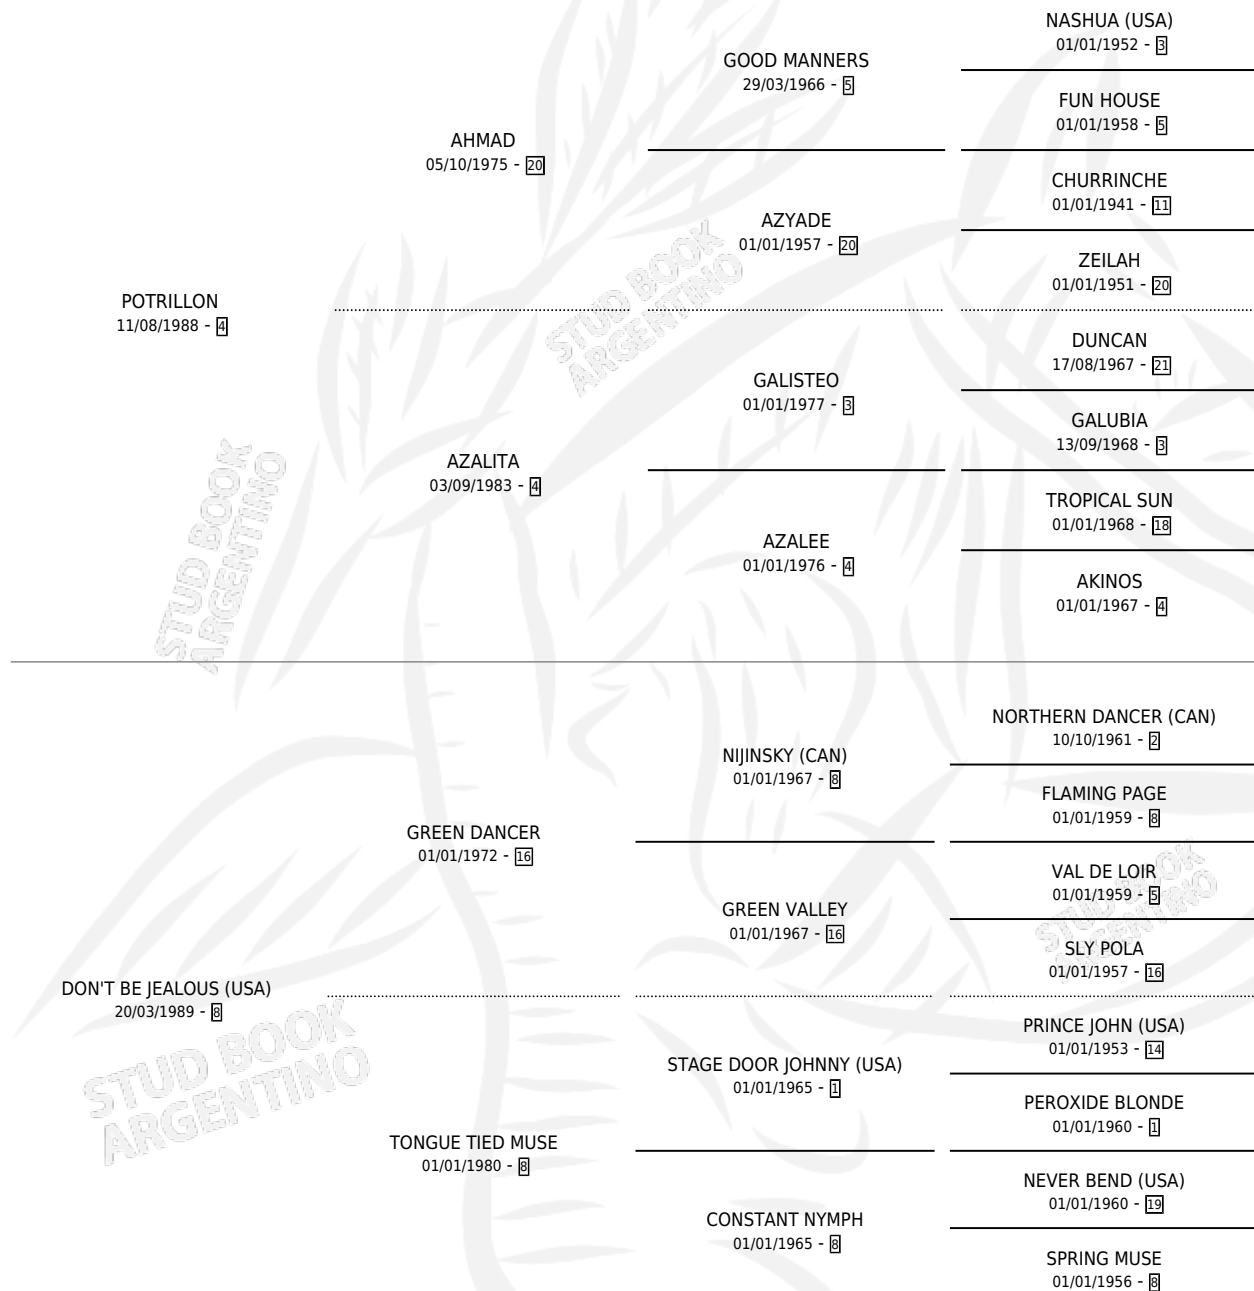 NASHUA (USA)
01/01/1952 - 3
GOOD MANNERS
29/03/1966 - 5
FUN HOUSE
01/01/1958 - 5
AHMAD
05/10/1975 - 20
CHURRINCHE
01/01/1941 - 11
AZYADE
01/01/1957 - 20
ZEILAH
01/01/1951 - 20
POTRILLON
11/08/1988 - 4
DUNCAN
17/08/1967 - 21
GALISTEO
01/01/1977 - 3
GALUBIA
13/09/1968 - 3
AZALITA
03/09/1983 - 4
TROPICAL SUN
01/01/1968 - 18
AZALEE
01/01/1976 - 4
AKINOS
01/01/1967 - 4
NORTHERN DANCER (CAN)
10/10/1961 - 2
NIJINSKY (CAN)
01/01/1967 - 8
FLAMING PAGE
01/01/1959 - 8
GREEN DANCER
01/01/1972 - 16
VAL DE LOIR
01/01/1959 - 5
GREEN VALLEY
01/01/1967 - 16
SLY POLA
01/01/1957 - 16
DON'T BE JEALOUS (USA)
20/03/1989 - 8
PRINCE JOHN (USA)
01/01/1953 - 14
STAGE DOOR JOHNNY (USA)
01/01/1965 - 1
PEROXIDE BLONDE
01/01/1960 - 1
TONGUE TIED MUSE
01/01/1980 - 8
NEVER BEND (USA)
01/01/1960 - 19
CONSTANT NYMPH
01/01/1965 - 8
SPRING MUSE
01/01/1956 - 8
STUD BOOK
ARGENTINO
STUD BOOK
ARGENTINO
STUD BOOK
ARGENTINO
STUD BOOK
ARGENTINO